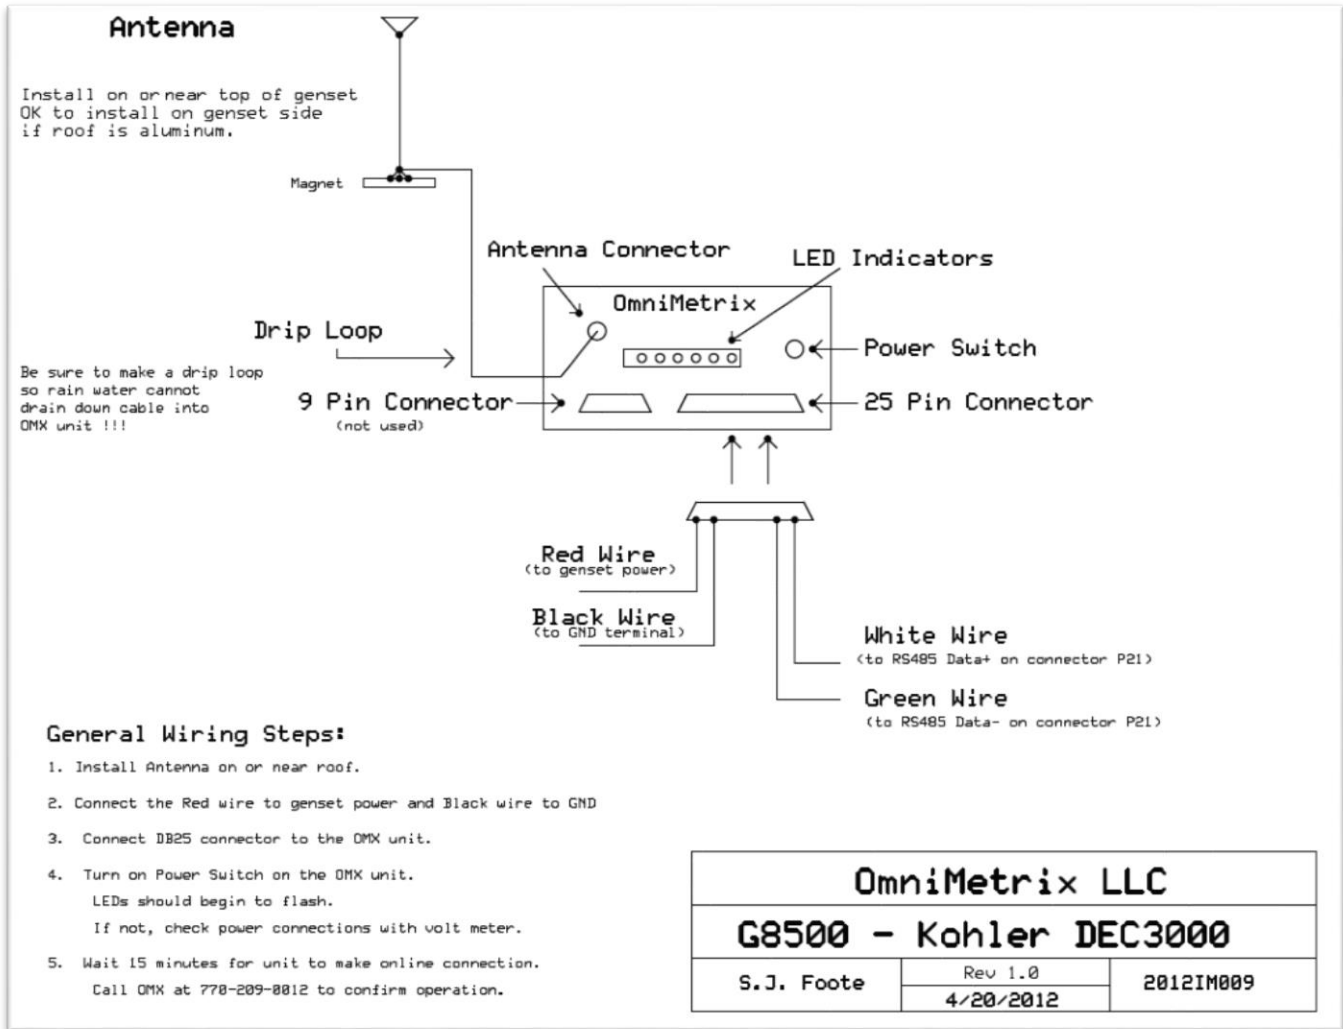 Antenna
Install on or near top of genset
OK to install on genset side
if roof is aluminum.
Magnet
Antenna Connector
LED Indicators
OmniMetrix
Drip Loop
Power Switch
Be sure to make a drip loop
so rain water cannot
drain down cable into
OMX unit !!!
9 Pin Connector
(not used)
25 Pin Connector
Red Wire
(to genset power)
Black Wire
(to GND terminal)
White Wire
(to RS485 Data+ on connector P21)
Green Wire
(to RS485 Data- on connector P21)
General Wiring Steps:
1. Install Antenna on or near roof.
2. Connect the Red wire to genset power and Black wire to GND
3. Connect DB25 connector to the OMX unit.
4. Turn on Power Switch on the OMX unit.
LEDs should begin to flash.
If not, check power connections with volt meter.
5. Wait 15 minutes for unit to make online connection.
Call OMX at 770-209-0012 to confirm operation.
OmniMetrix LLC
G8500 - Kohler DEC3000
S.J. Foote
Rev 1.0
4/20/2012
2012IM009